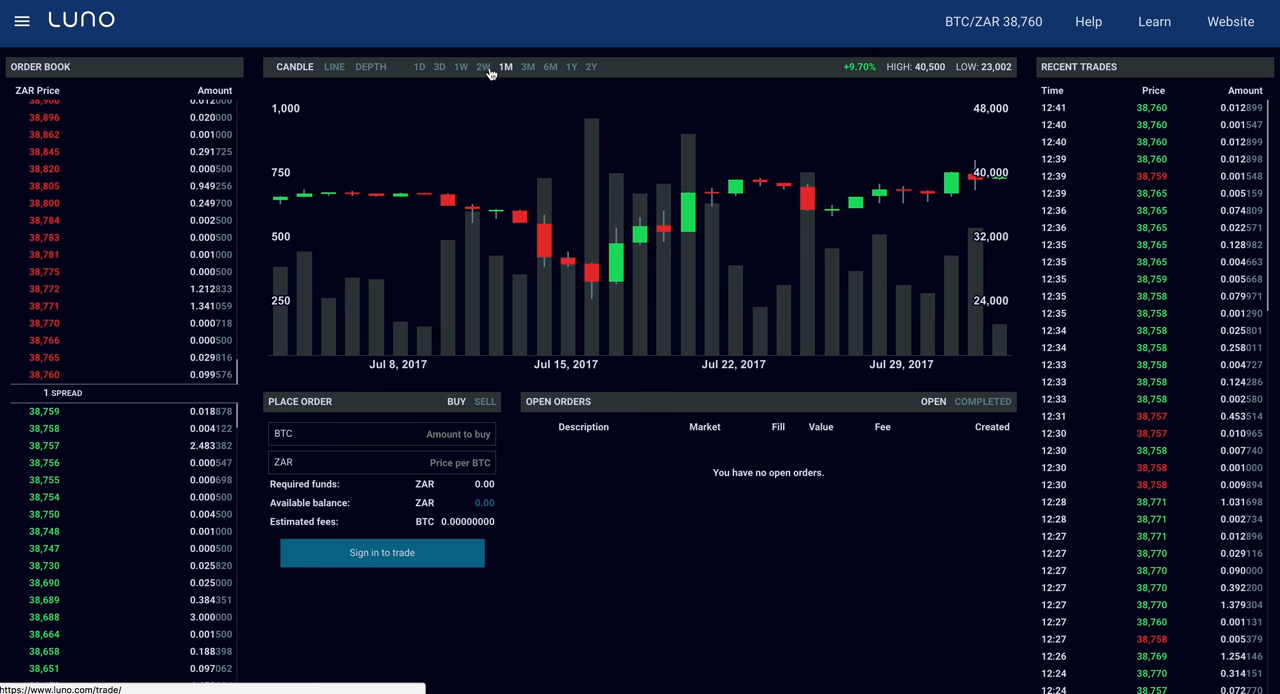 LUNO
BTC/ZAR 38,760 Help Learn Website
ORDER BOOK
ZAR Price Amount
38,900 0.012000
38,896 0.020000
38,862 0.001000
38,845 0.291725
38,820 0.000500
38,805 0.949256
38,800 0.249700
38,784 0.002500
38,783 0.000500
38,781 0.001000
38,775 0.000500
38,772 1.212833
38,771 1.341059
38,770 0.000718
38,766 0.000500
38,765 0.029816
38,760 0.099576
1 SPREAD
38,759 0.018878
38,758 0.004122
38,757 2.483382
38,756 0.000547
38,755 0.000698
38,754 0.000500
38,750 0.004500
38,748 0.001000
38,747 0.000500
38,730 0.025820
38,690 0.025000
38,689 0.384351
38,688 3.000000
38,664 0.001500
38,658 0.188398
38,651 0.097062
https://www.luno.com/trade/
CANDLE LINE DEPTH 1D 3D 1W 2W 1M 3M 6M 1Y 2Y +9.70% HIGH: 40,500 LOW: 23,002
1,000 48,000
750 40,000
500 32,000
250 24,000
Jul 8, 2017 Jul 15, 2017 Jul 22, 2017 Jul 29, 2017
PLACE ORDER BUY SELL
BTC Amount to buy
ZAR Price per BTC
Required funds: ZAR 0.00
Available balance: ZAR 0.00
Estimated fees: BTC 0.00000000
Sign in to trade
OPEN ORDERS OPEN COMPLETED
Description Market Fill Value Fee Created
You have no open orders.
RECENT TRADES
Time Price Amount
12:41 38,760 0.012899
12:40 38,760 0.001547
12:40 38,760 0.012899
12:39 38,760 0.012898
12:39 38,759 0.001548
12:39 38,765 0.005159
12:36 38,765 0.074809
12:36 38,765 0.022571
12:35 38,765 0.128982
12:35 38,765 0.004663
12:35 38,759 0.005668
12:35 38,758 0.079971
12:35 38,758 0.001290
12:34 38,758 0.025801
12:34 38,758 0.258011
12:33 38,758 0.004727
12:33 38,758 0.124286
12:33 38,758 0.002580
12:31 38,757 0.453514
12:30 38,757 0.010965
12:30 38,758 0.007740
12:30 38,758 0.001000
12:30 38,758 0.009894
12:28 38,771 1.031698
12:28 38,771 0.002734
12:27 38,771 0.012896
12:27 38,770 0.029116
12:27 38,770 0.090000
12:27 38,770 0.392200
12:27 38,770 1.379304
12:27 38,760 0.001131
12:27 38,758 0.005379
12:26 38,769 1.254146
12:24 38,770 0.314151
12:24 38,757 0.072770